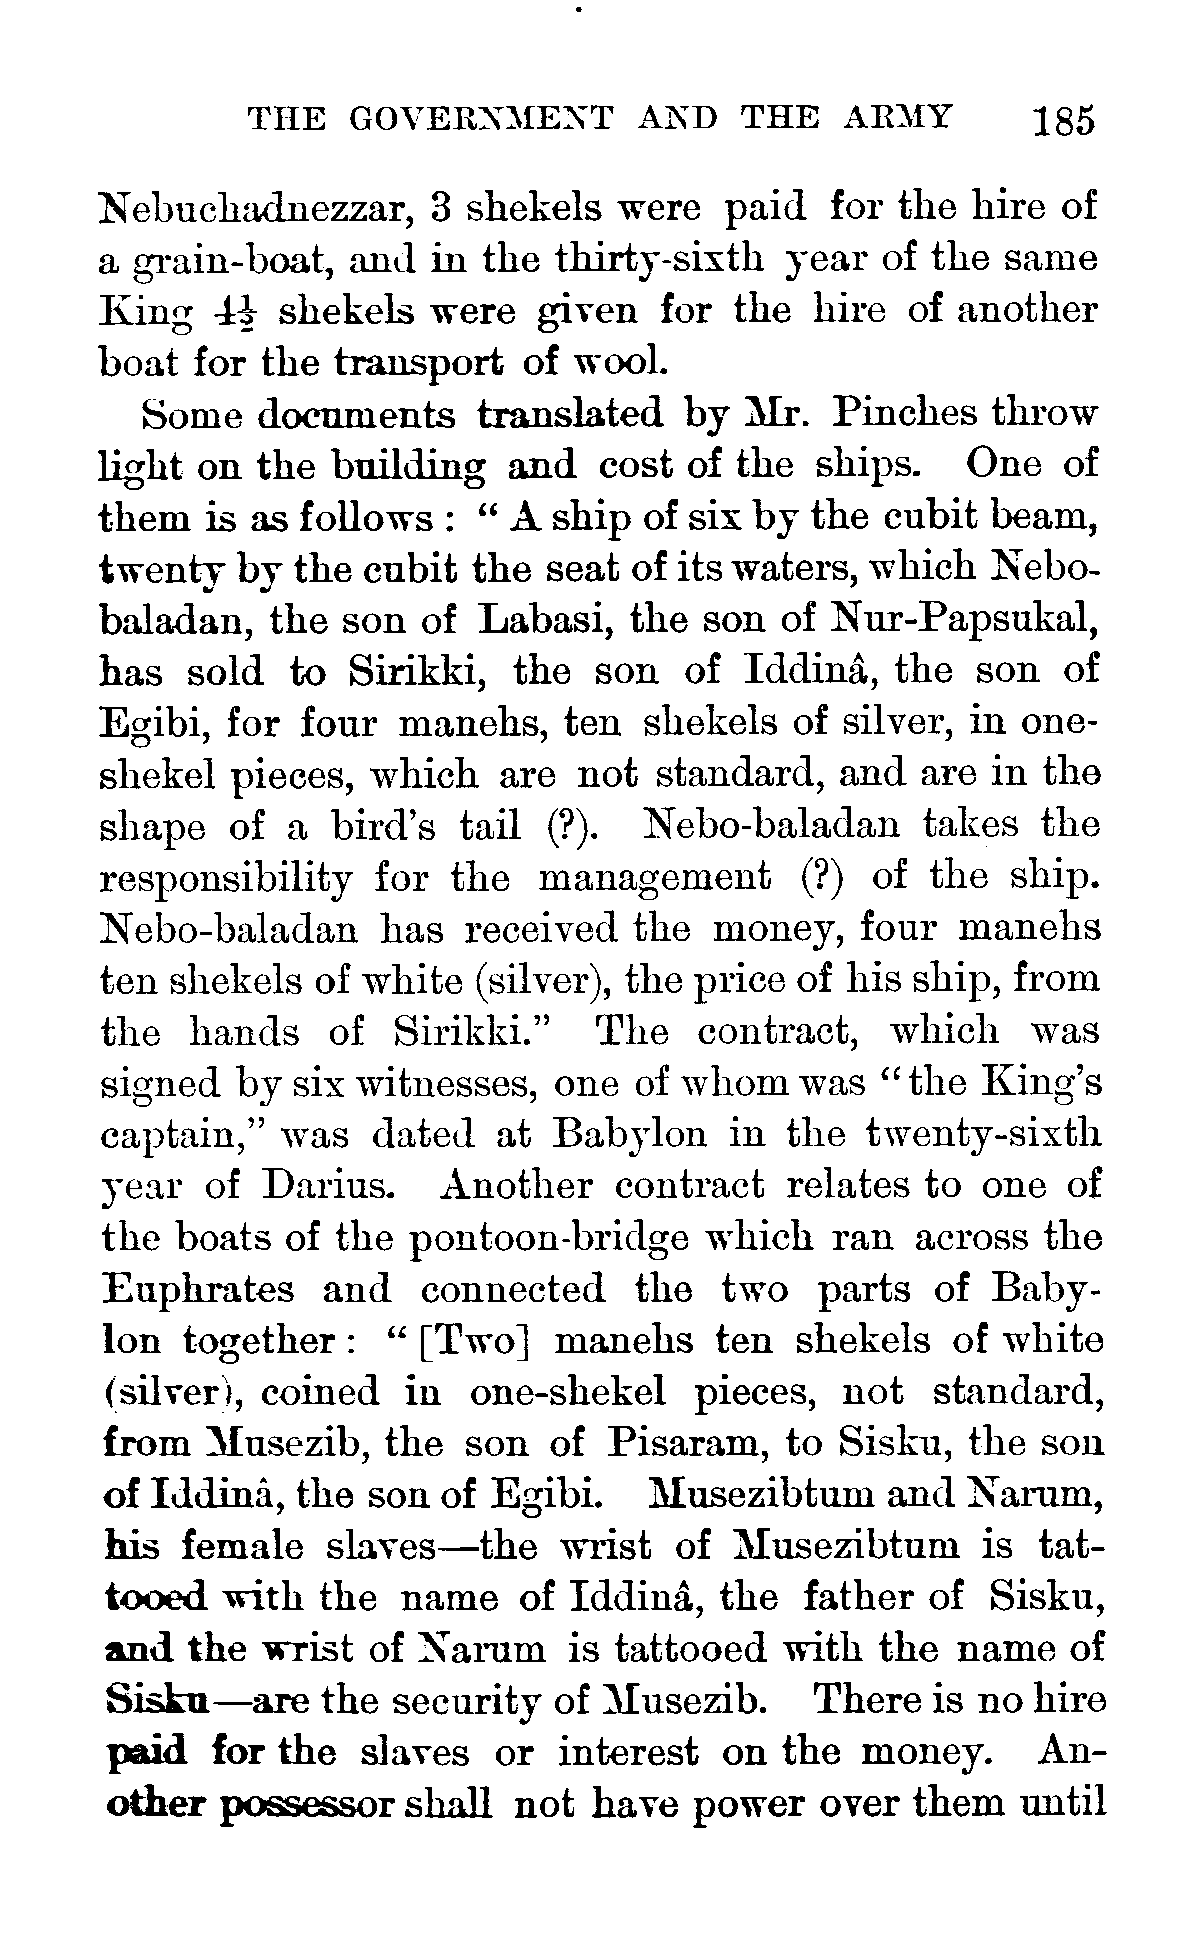 THE GOVERNMENT AND THE ARMY 185
Nebuchadnezzar, 3 shekels were paid for the hire of
a grain-boat, and in the thirty-sixth year of the same
King 4½ shekels were given for the hire of another
boat for the transport of wool.
Some documents translated by Mr. Pinches throw
light on the building and cost of the ships. One of
them is as follows : “ A ship of six by the cubit beam,
twenty by the cubit the seat of its waters, which Nebo-
baladan, the son of Labasi, the son of Nur-Papsukal,
has sold to Sirikki, the son of Iddinâ, the son of
Egibi, for four manehs, ten shekels of silver, in one-
shekel pieces, which are not standard, and are in the
shape of a bird’s tail (?). Nebo-baladan takes the
responsibility for the management (?) of the ship.
Nebo-baladan has received the money, four manehs
ten shekels of white (silver), the price of his ship, from
the hands of Sirikki.” The contract, which was
signed by six witnesses, one of whom was “the King’s
captain,” was dated at Babylon in the twenty-sixth
year of Darius. Another contract relates to one of
the boats of the pontoon-bridge which ran across the
Euphrates and connected the two parts of Baby-
lon together : “ [Two] manehs ten shekels of white
(silver), coined in one-shekel pieces, not standard,
from Musezib, the son of Pisaram, to Sisku, the son
of Iddinâ, the son of Egibi. Musezibtum and Narum,
his female slaves—the wrist of Musezibtum is tat-
tooed with the name of Iddinâ, the father of Sisku,
and the wrist of Narum is tattooed with the name of
Sisku—are the security of Musezib. There is no hire
paid for the slaves or interest on the money. An-
other possessor shall not have power over them until